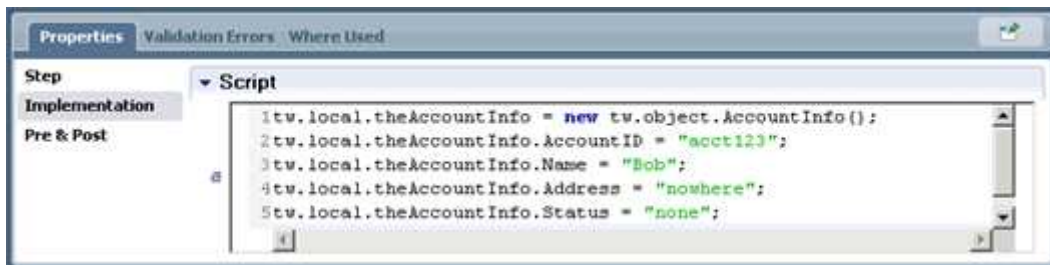 Properties Validation Errors Where Used
Step
Implementation
Pre & Post
Script
1tw.local.theAccountInfo = new tw.object.AccountInfo();
2tw.local.theAccountInfo.AccountID = "acct123";
3tw.local.theAccountInfo.Name = "Bob";
4tw.local.theAccountInfo.Address = "nowhere";
5tw.local.theAccountInfo.Status = "none";